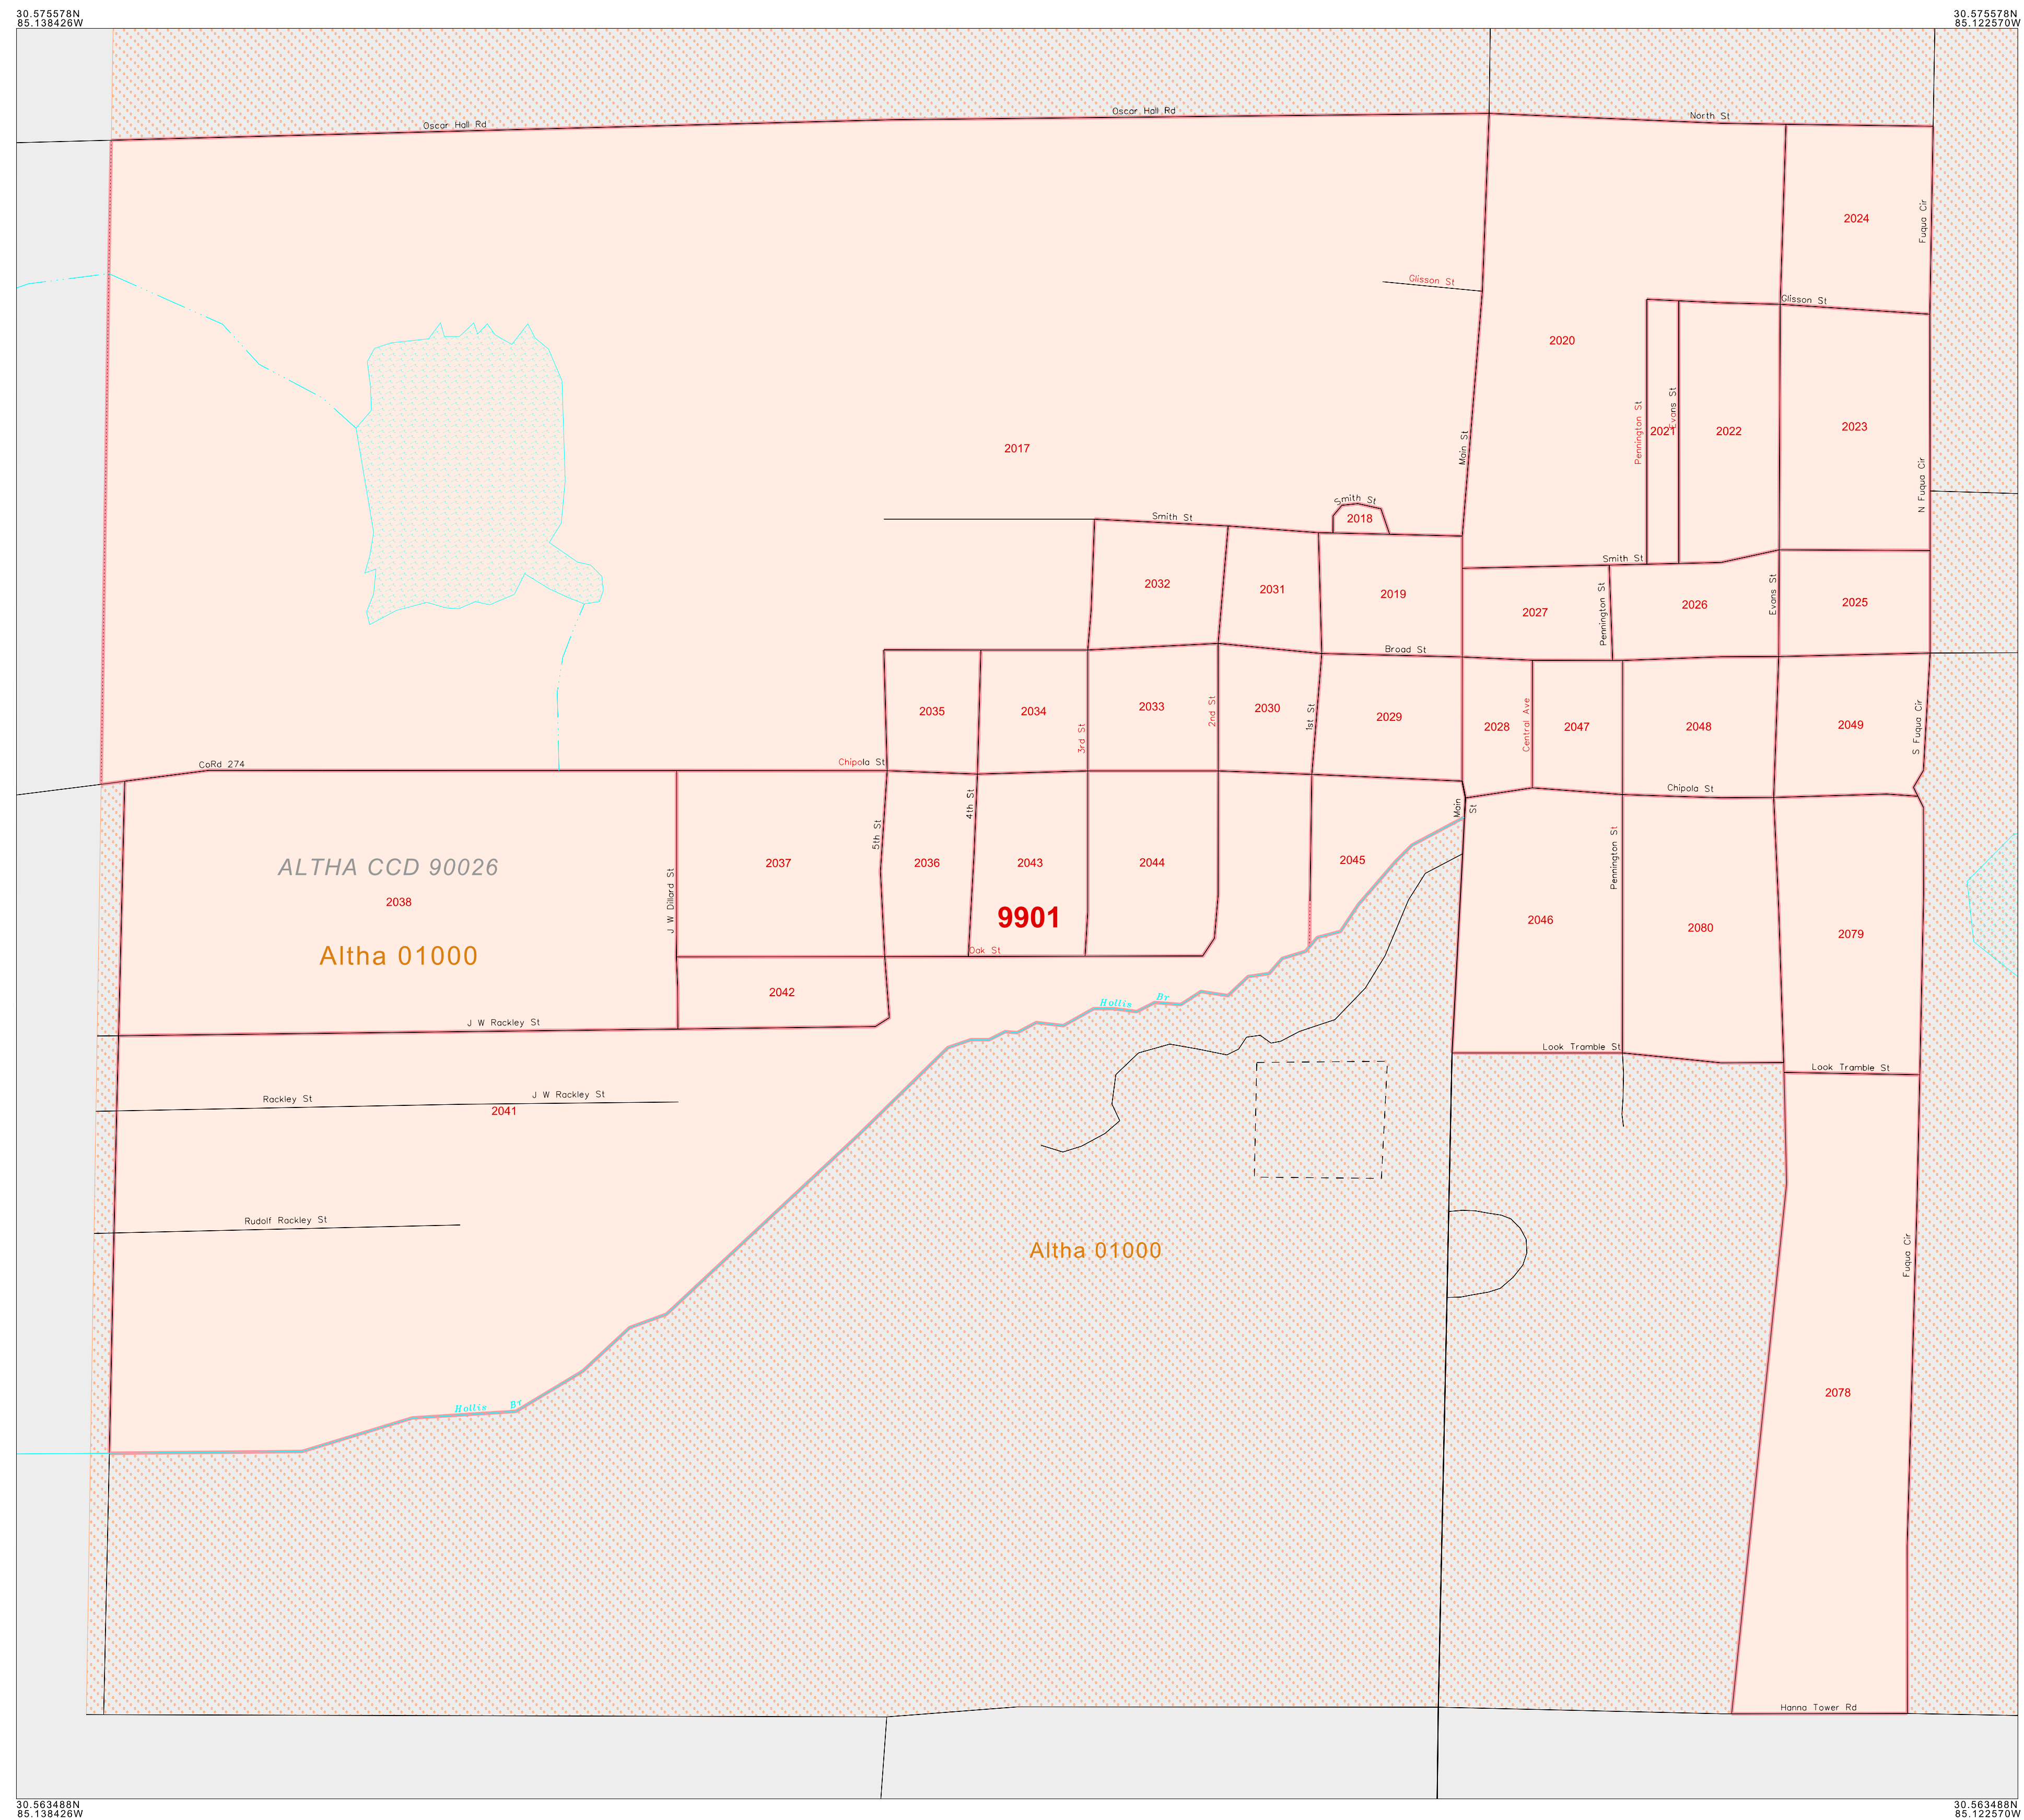 30.575578N
85.138426W
30.575578N
85.122570W
Oscar Hall Rd
Oscar Hall Rd
North St
2024
Fuqua Cir
Glisson St
Glisson St
2020
Pennington St
2021
Evans St
2022
2023
N Fuqua Cir
Main St
2017
Smith St
2018
Smith St
Smith St
2032
2031
2019
2027
Pennington St
2026
Evans St
2025
Broad St
2035
2034
3rd St
2033
2nd St
2030
1st St
2029
2028
Central Ave
2047
2048
2049
S Fuqua Cir
CoRd 274
Chipola St
Chipola St
4th St
Main St
5th St
Pennington St
ALTHA CCD 90026
2038
J W Dillard St
2037
2036
2043
2044
2045
9901
2046
2080
2079
Altha 01000
Oak St
2042
Hollis Br
J W Rackley St
Look Tramble St
Look Tramble St
Rackley St
J W Rackley St
2041
Rudolf Rackley St
Altha 01000
Fuqua Cir
2078
Hollis Br
Hanna Tower Rd
30.563488N
85.138426W
30.563488N
85.122570W